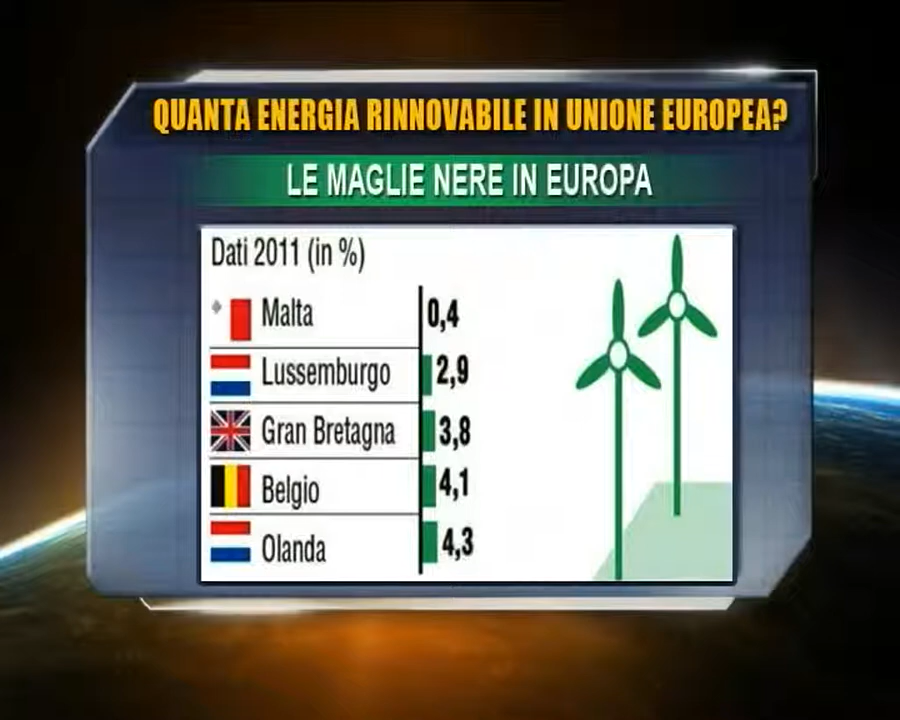 QUANTA ENERGIA RINNOVABILE IN UNIONE EUROPEA?
LE MAGLIE NERE IN EUROPA
Dati 2011 (in %)
Malta 0,4
Lussemburgo 2,9
Gran Bretagna 3,8
Belgio 4,1
Olanda 4,3